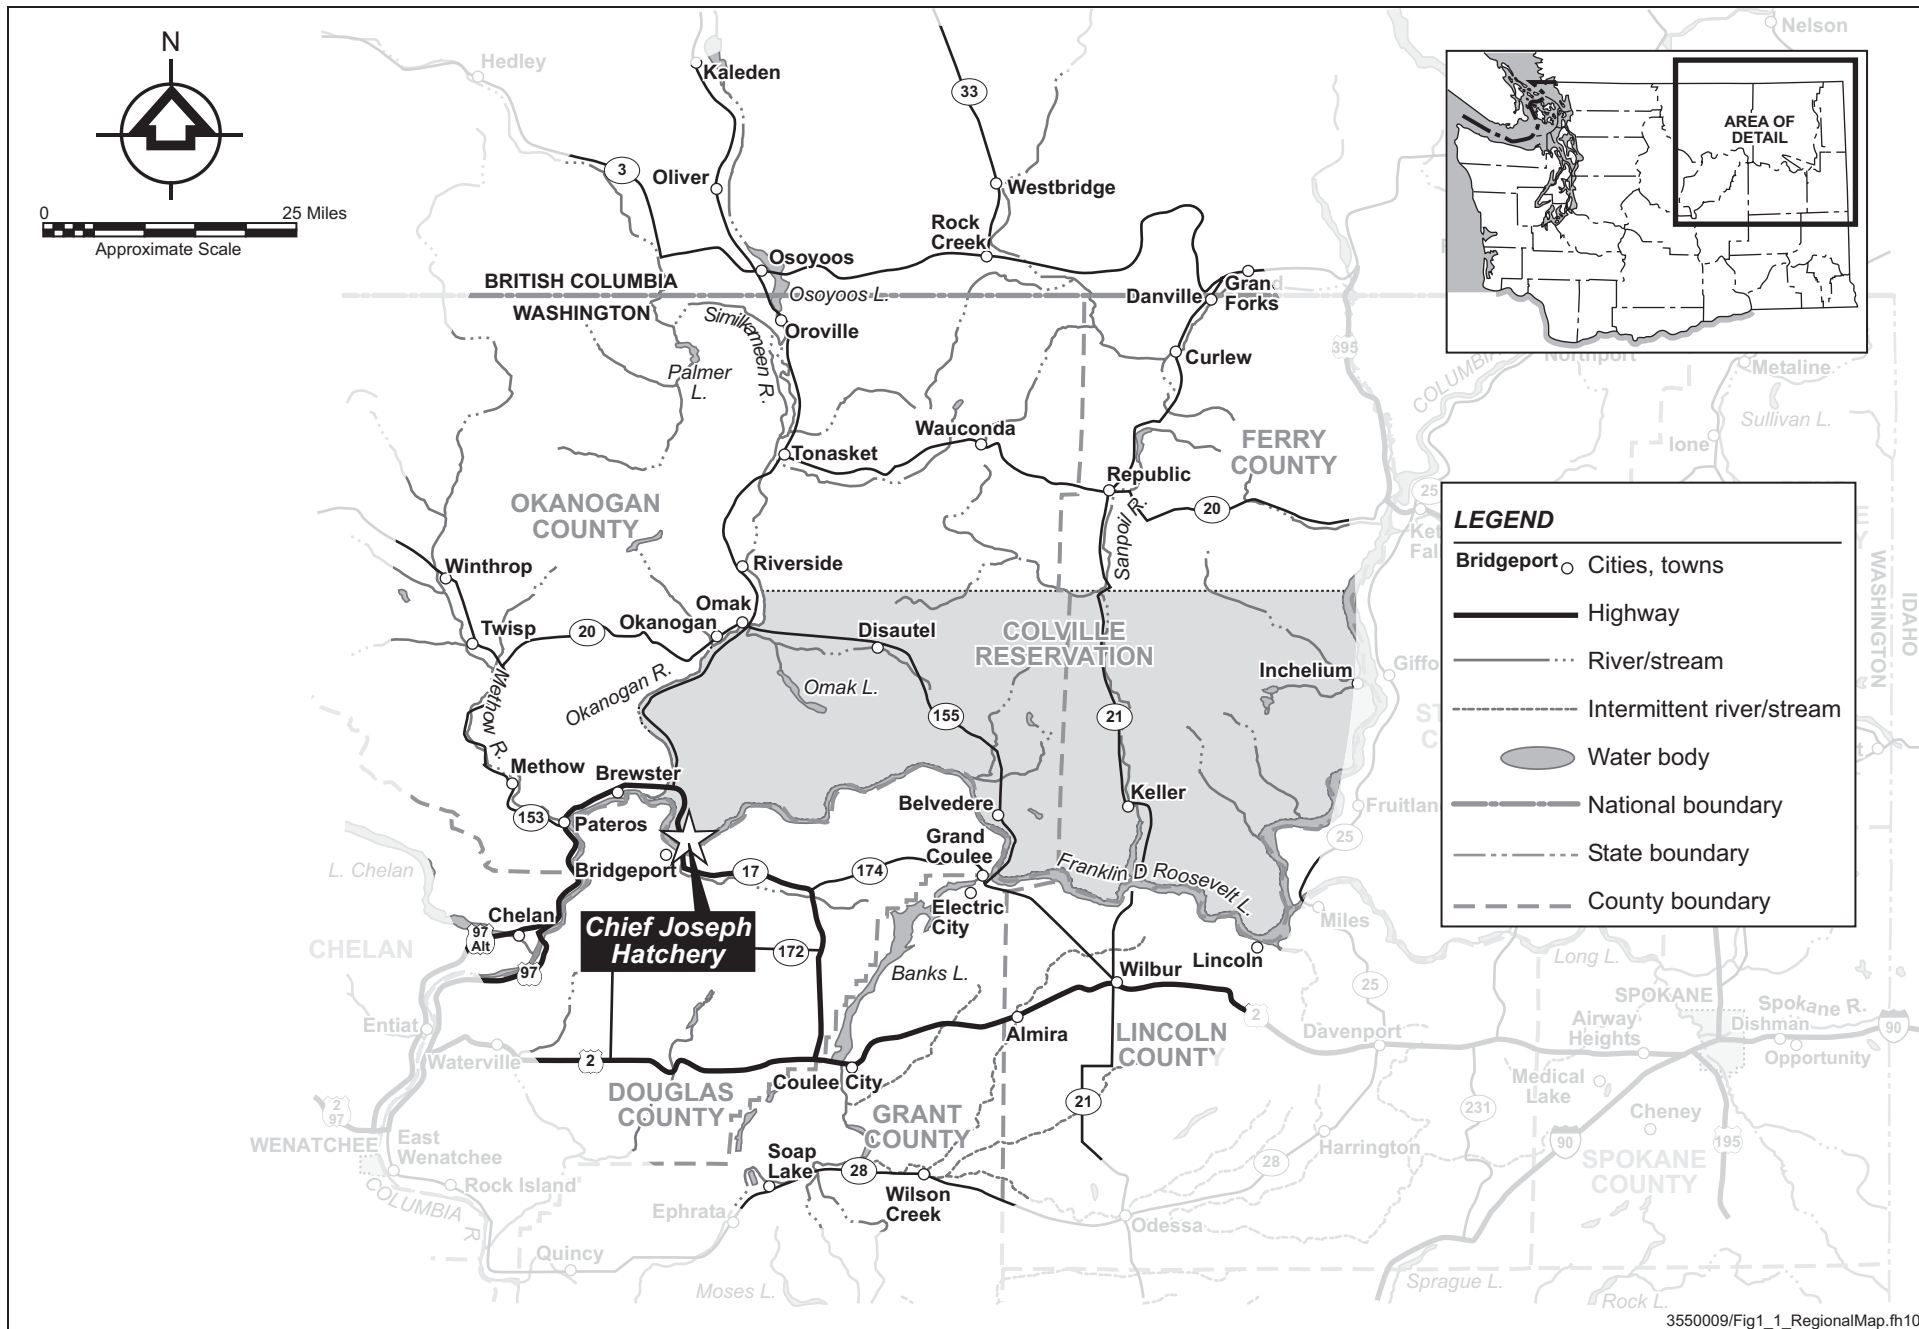 N
0
25 Miles
Approximate Scale
Hedley
Kaleden
33
Nelson
3
Oliver
Westbridge
Rock
Creek
AREA OF
DETAIL
Osoyoos
BRITISH COLUMBIA
WASHINGTON
Osoyoos L.
Danville
Grand
Forks
Similkameen R.
Oroville
Curlew
395
Northport
COLUMBIA
Metaline
Palmer
L.
Sullivan L.
Ione
Wauconda
Tonasket
FERRY
COUNTY
Republic
OKANOGAN
COUNTY
20
25
Sanpoil R.
Riverside
Winthrop
LEGEND
Bridgeport
Cities, towns
Highway
River/stream
Intermittent river/stream
Water body
National boundary
State boundary
County boundary
WASHINGTON
IDAHO
Omak
Okanogan
20
Twisp
Disautel
COLVILLE
RESERVATION
Inchelium
Okanogan R.
Omak L.
155
21
Methow R.
Methow
Brewster
Belvedere
Keller
153
Pateros
Grand
Coulee
25
Bridgeport
17
174
Franklin D Roosevelt L.
L. Chelan
Electric
City
Miles
Chelan
97
Alt
97
Chief Joseph
Hatchery
172
CHELAN
Banks L.
Wilbur
Lincoln
Long L.
25
SPOKANE
Spokane R.
Entiat
Almira
LINCOLN
COUNTY
2
Davenport
Airway
Heights
Dishman
90
Opportunity
Waterville
2
Coulee City
DOUGLAS
COUNTY
GRANT
COUNTY
21
Medical
Lake
231
Cheney
2
97
WENATCHEE
East
Wenatchee
Rock Island
COLUMBIA R.
Soap
Lake
28
Wilson
Creek
28
Harrington
90
195
SPOKANE
COUNTY
Ephrata
Odessa
Quincy
Moses L.
Sprague L.
Rock L.
3550009/Fig1_1_RegionalMap.fh10